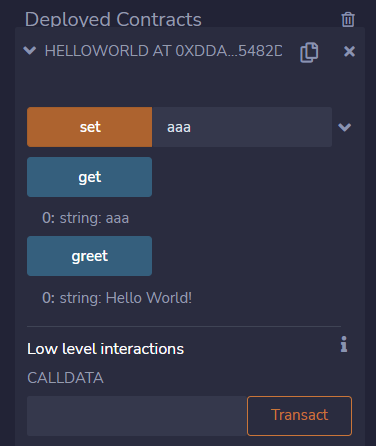 Deployed Contracts
HELLOWORLD AT 0XDDA...5482D
set aaa
get
0: string: aaa
greet
0: string: Hello World!
Low level interactions
i
CALLDATA
Transact